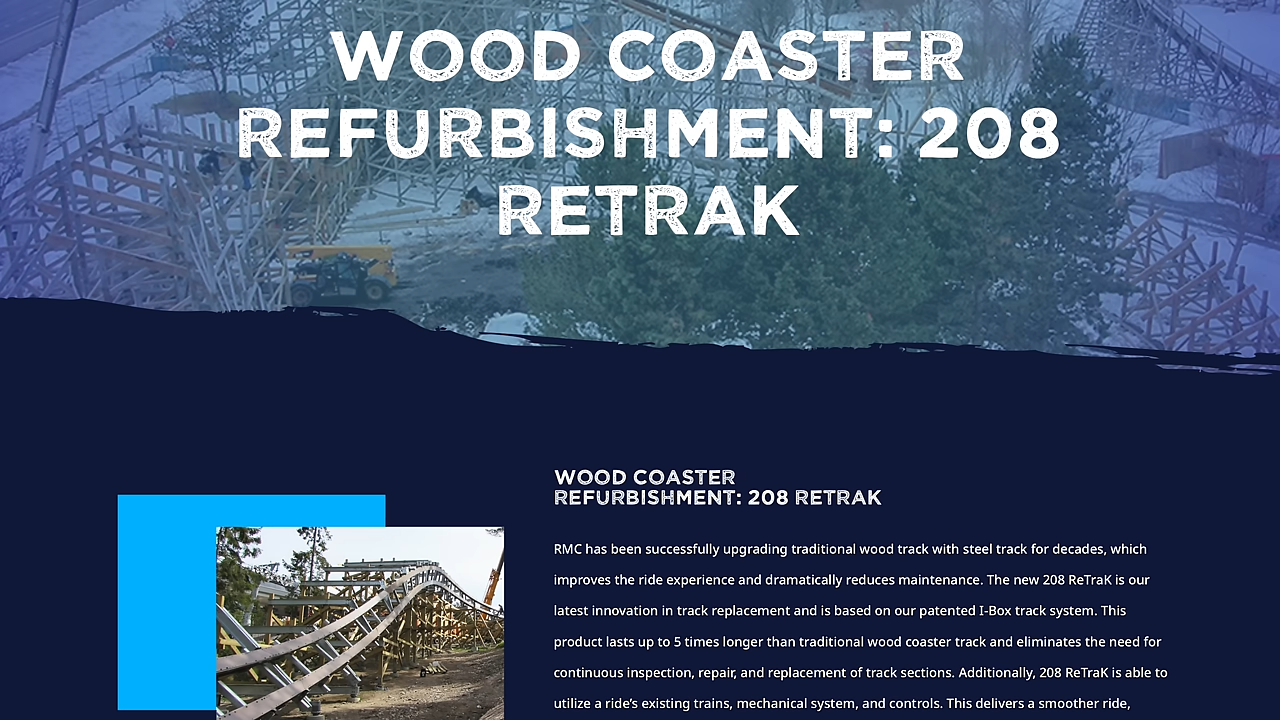 WOOD COASTER
REFURBISHMENT: 208
RETRAK
WOOD COASTER
REFURBISHMENT: 208 RETRAK
RMC has been successfully upgrading traditional wood track with steel track for decades, which
improves the ride experience and dramatically reduces maintenance. The new 208 ReTraK is our
latest innovation in track replacement and is based on our patented I-Box track system. This
product lasts up to 5 times longer than traditional wood coaster track and eliminates the need for
continuous inspection, repair, and replacement of track sections. Additionally, 208 ReTraK is able to
utilize a ride’s existing trains, mechanical system, and controls. This delivers a smoother ride,